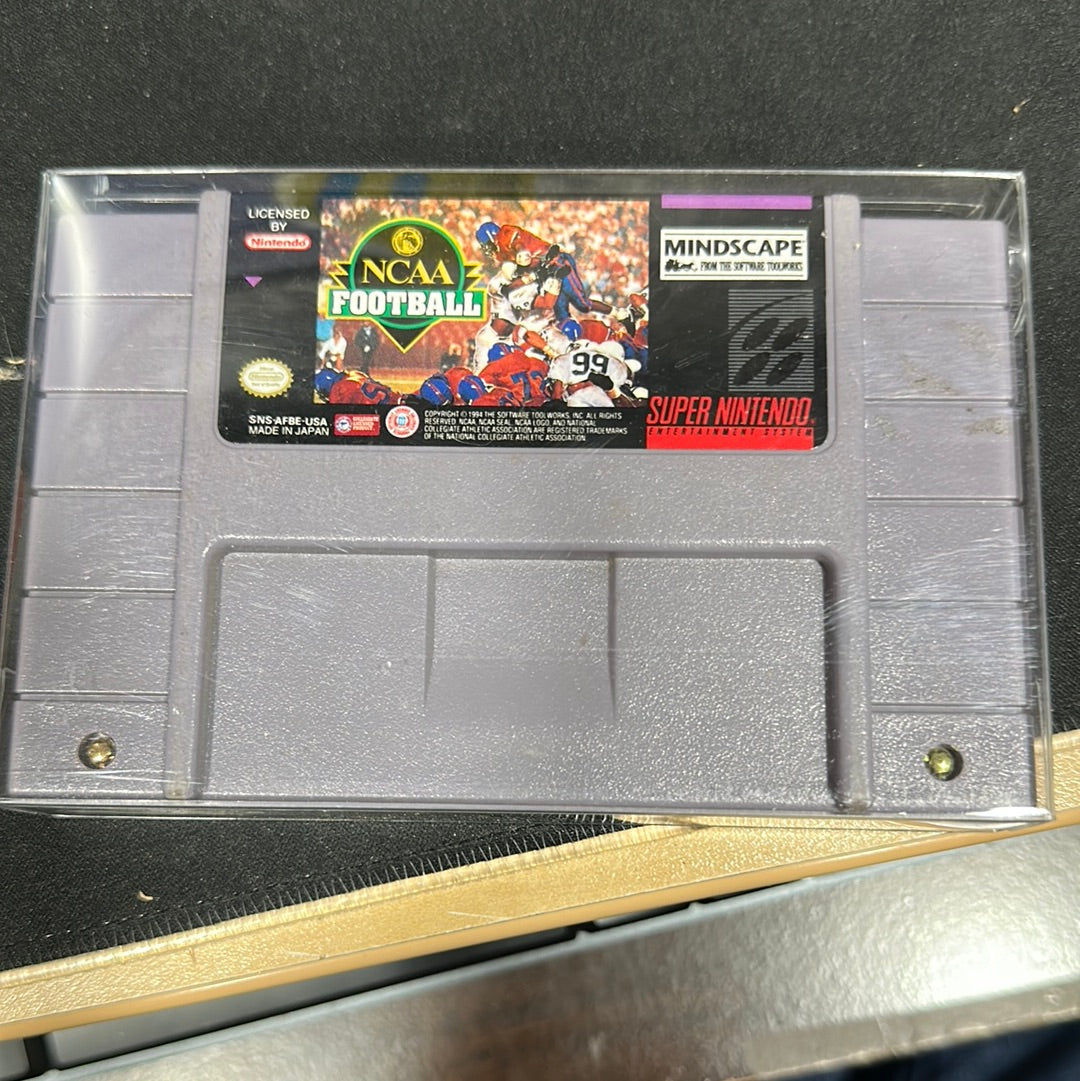 LICENSED
BY
Nintendo
NCAA
FOOTBALL
99
MINDSCAPE
FROM THE SOFTWARE TOOLWORKS
SNS-AFBE-USA
MADE IN JAPAN
COPYRIGHT © 1994 THE SOFTWARE TOOLWORKS, INC. ALL RIGHTS
RESERVED. NCAA, NCAA SEAL, NCAA LOGO, AND NATIONAL
COLLEGIATE ATHLETIC ASSOCIATION ARE REGISTERED TRADEMARKS
OF THE NATIONAL COLLEGIATE ATHLETIC ASSOCIATION.
SUPER NINTENDO
ENTERTAINMENT SYSTEM